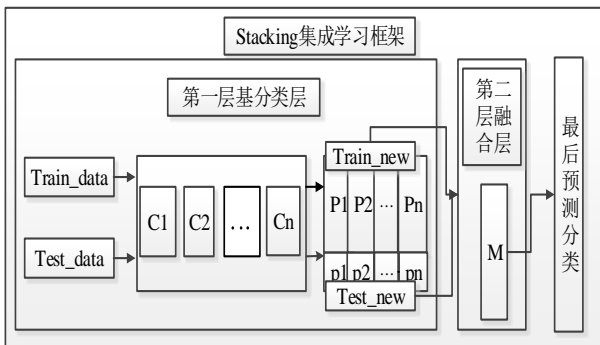 Stacking集成学习框架
第一层基分类层
Train_data
Test_data
C1 C2 ... Cn
Train_new
P1 P2 ... Pn
p1 p2 ... pn
Test_new
第二
层融
合层
M
最后预测分类